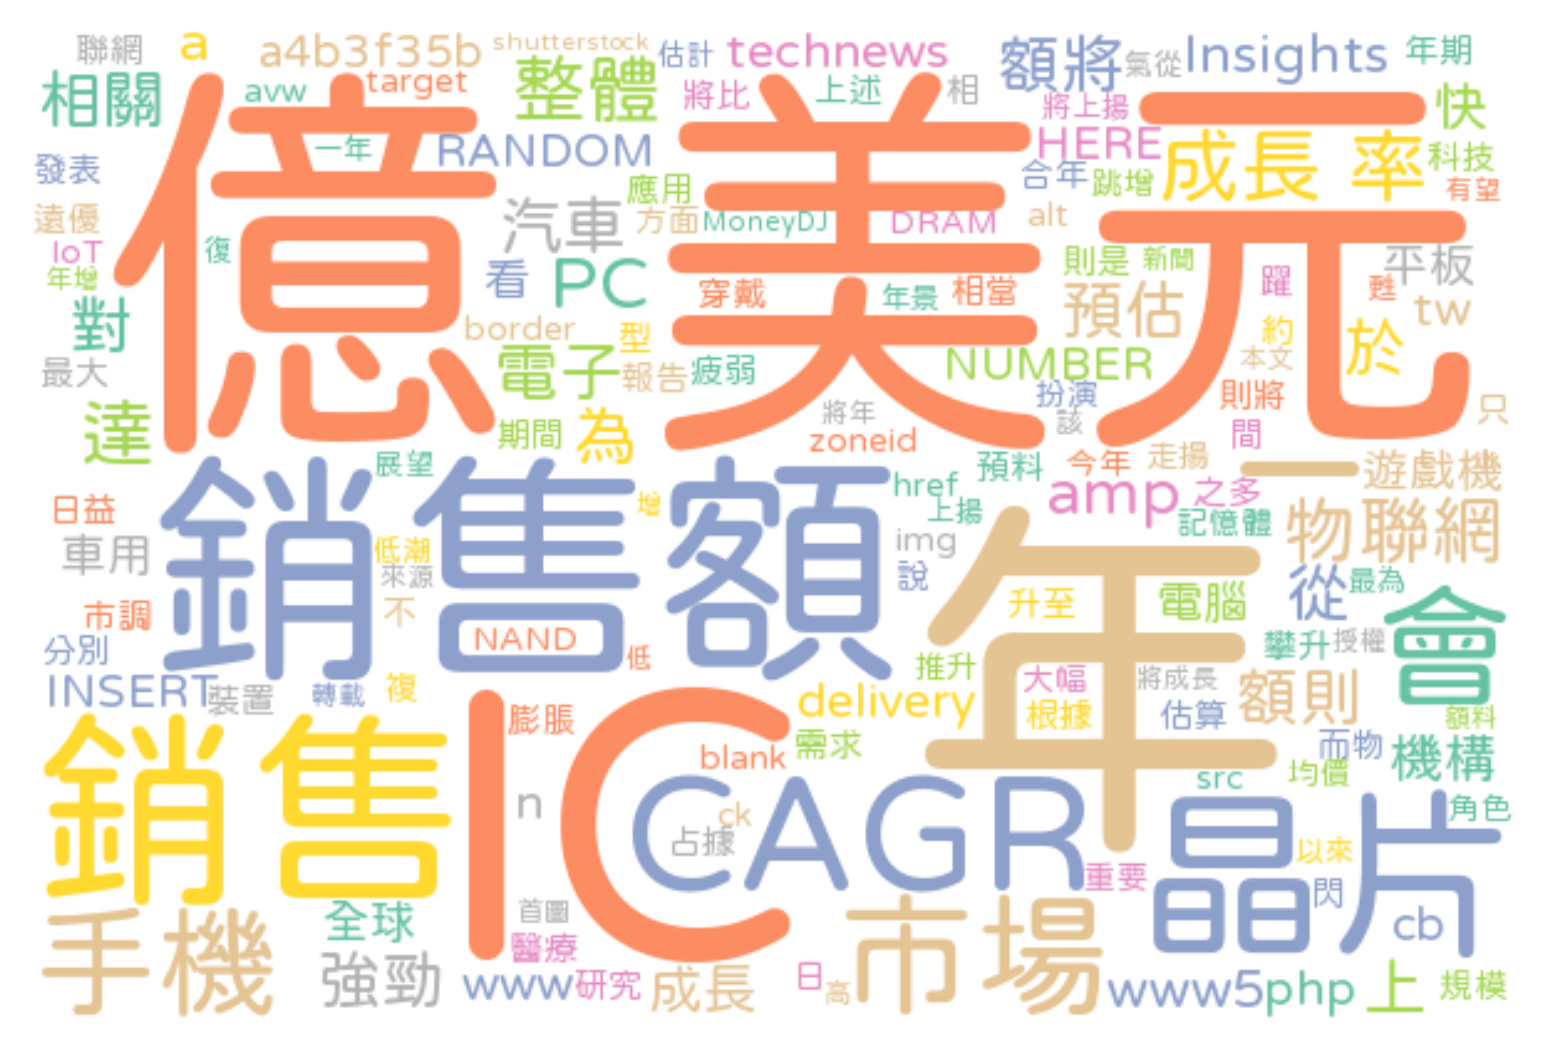 聯網 a a4b3f35b shutterstock 估計 technews 額將 氣從 Insights 年期
相關 avw target 整體 將比 上述 相 將上揚 快
億美元
發表 一年 RANDOM 應用 HERE 合年 跳增 成長 率 科技 有望
遠優 IoT 年增 復 汽車 方面 MoneyDJ DRAM alt 則是 新聞 平板
對 看 PC 穿戴 年景 相當 預估 躍 甦 tw
最大 border 型 電子 報告 疲弱 NUMBER 約 本文 於
達 期間 為 將年 zoneid 扮演 該 則將 間 只
展望 href 預料 今年 走揚 一 遊戲機
日益 增 上揚 amp 之多 記憶體 物聯網
銷售額
車用 低潮 來源 img 說 年 從 最為
市調 不 NAND 低 升至 電腦 會
分別 推升 攀升 授權
INSERT 裝置 轉載 複 delivery 大幅 根據 將成長 估算 額則 額料
銷售 IC 膨脹 blank 需求 而物 機構
n ck 占據 CAGR src 均價 晶片 角色
重要 以來 閃 cb
手機 全球 首圖 醫療 市場
強勁 www 研究 成長 日 高 www5php 上 規模